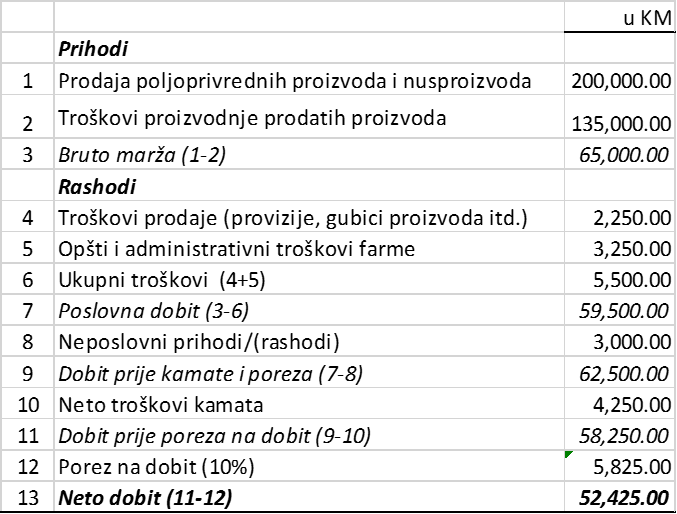 u KM
Prihodi
1 Prodaja poljoprivrednih proizvoda i nusproizvoda 200,000.00
2 Troškovi proizvodnje prodatih proizvoda 135,000.00
3 Bruto marža (1-2) 65,000.00
Rashodi
4 Troškovi prodaje (provizije, gubici proizvoda itd.) 2,250.00
5 Opšti i administrativni troškovi farme 3,250.00
6 Ukupni troškovi (4+5) 5,500.00
7 Poslovna dobit (3-6) 59,500.00
8 Neposlovni prihodi/(rashodi) 3,000.00
9 Dobit prije kamate i poreza (7-8) 62,500.00
10 Neto troškovi kamata 4,250.00
11 Dobit prije poreza na dobit (9-10) 58,250.00
12 Porez na dobit (10%) 5,825.00
13 Neto dobit (11-12) 52,425.00